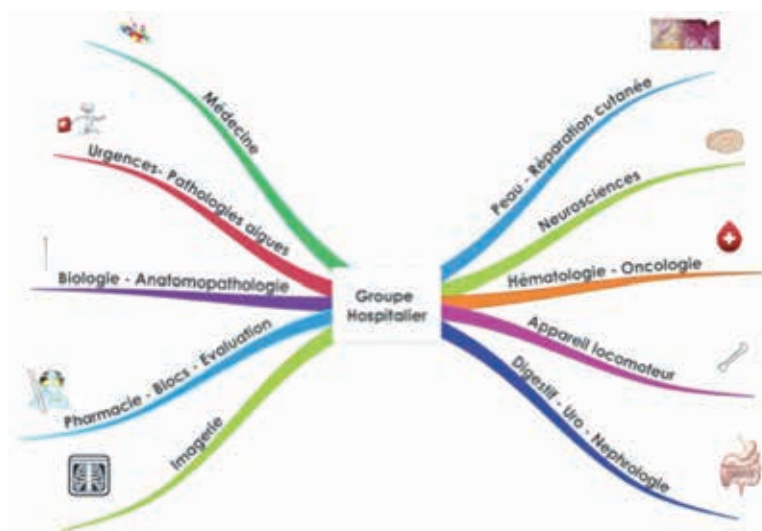 Médecine
Urgences- Pathologies aigues
Biologie - Anatomopathologie
Pharmacie - Blocs - Evaluation
Imagerie
Groupe
Hospitalier
Peau - Réparation cutanée
Neurosciences
Hématologie - Oncologie
Appareil locomoteur
Digestif - Uro - Nephrologie